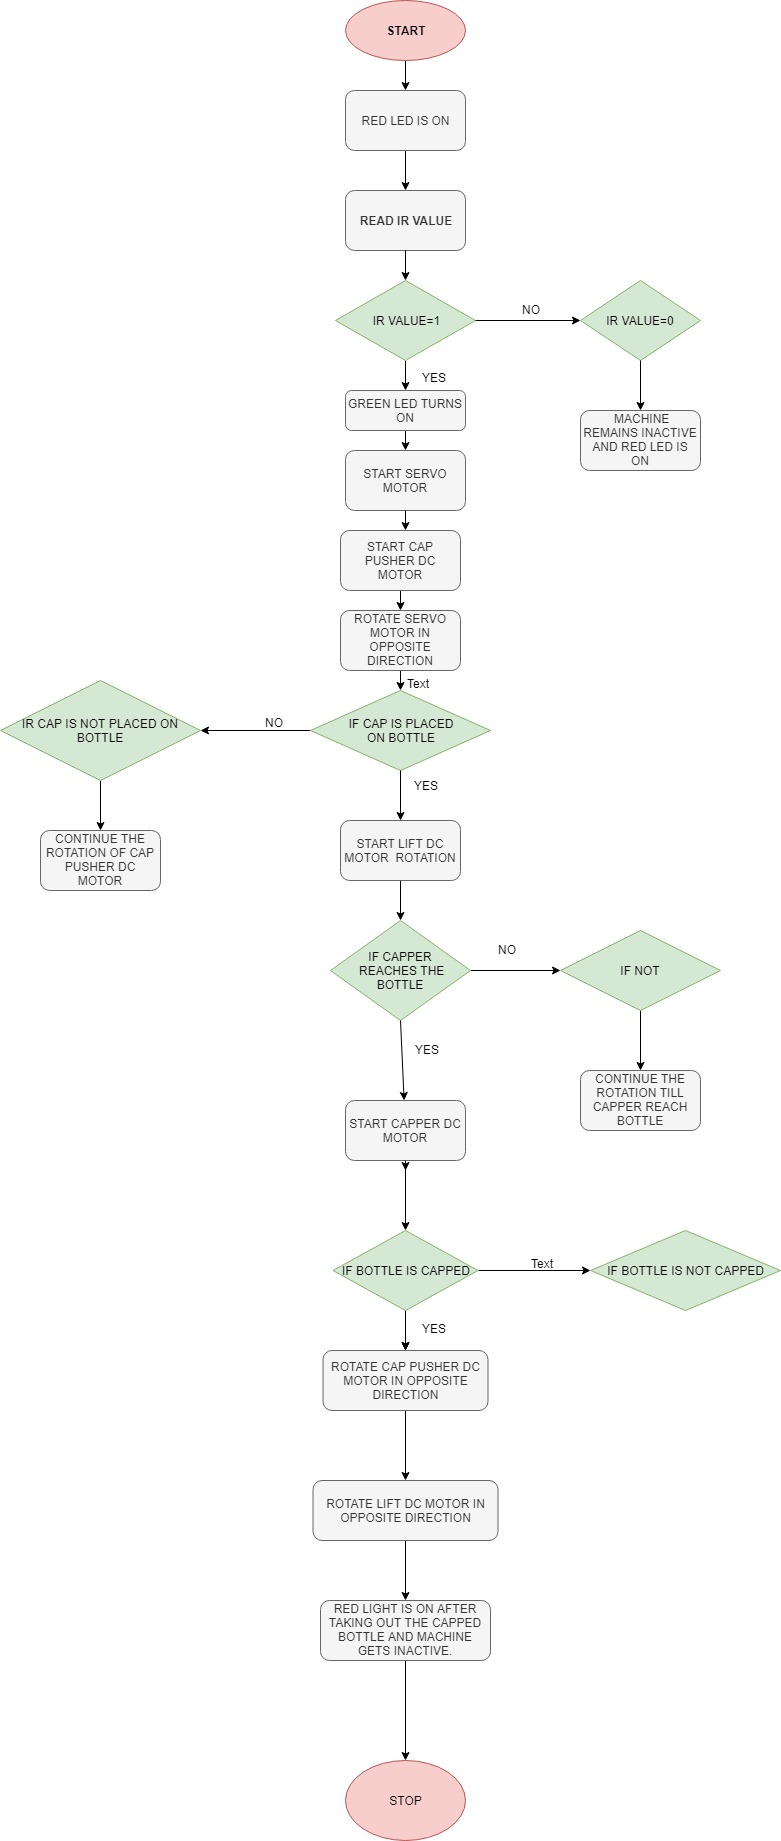 START
RED LED IS ON
READ IR VALUE
IR VALUE=1
NO
IR VALUE=0
YES
GREEN LED TURNS
ON
MACHINE
REMAINS INACTIVE
AND RED LED IS
ON
START SERVO
MOTOR
START CAP
PUSHER DC
MOTOR
ROTATE SERVO
MOTOR IN
OPPOSITE
DIRECTION
Text
IF CAP IS PLACED
ON BOTTLE
NO
IR CAP IS NOT PLACED ON
BOTTLE
YES
CONTINUE THE
ROTATION OF CAP
PUSHER DC
MOTOR
START LIFT DC
MOTOR  ROTATION
IF CAPPER
REACHES THE
BOTTLE
NO
IF NOT
YES
CONTINUE THE
ROTATION TILL
CAPPER REACH
BOTTLE
START CAPPER DC
MOTOR
IF BOTTLE IS CAPPED
Text
IF BOTTLE IS NOT CAPPED
YES
ROTATE CAP PUSHER DC
MOTOR IN OPPOSITE
DIRECTION
ROTATE LIFT DC MOTOR IN
OPPOSITE DIRECTION
RED LIGHT IS ON AFTER
TAKING OUT THE CAPPED
BOTTLE AND MACHINE
GETS INACTIVE.
STOP